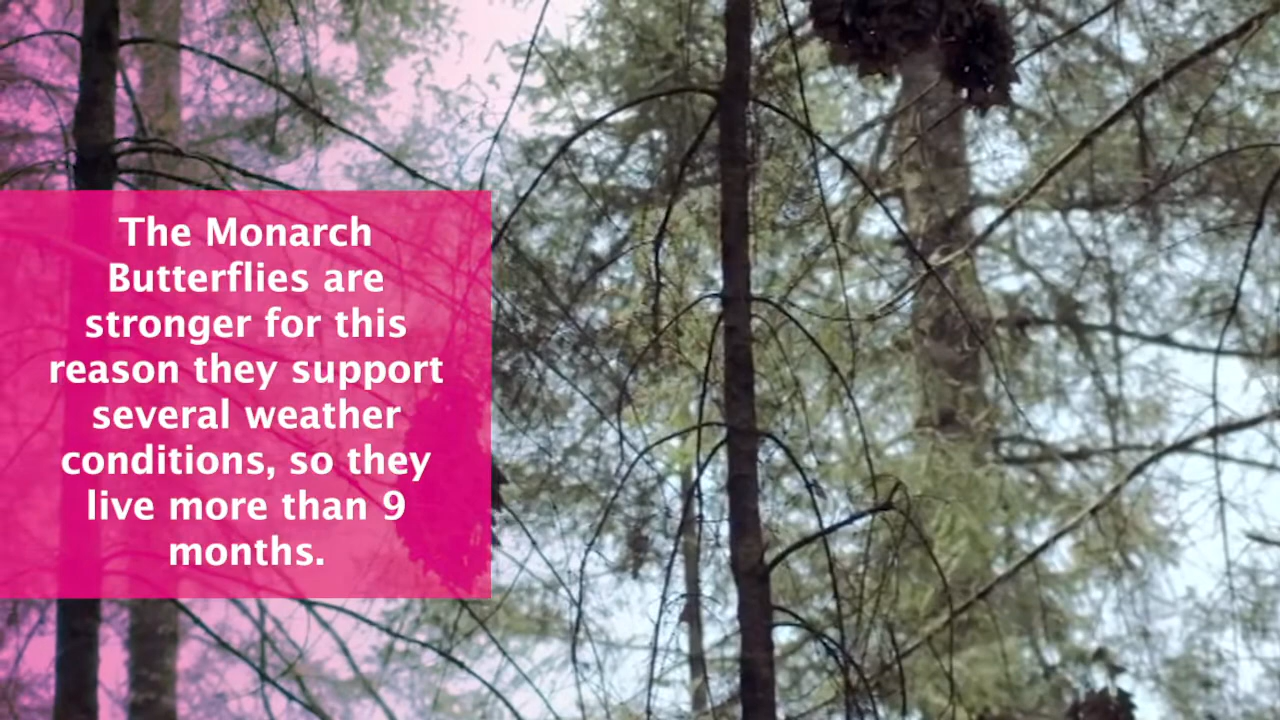 The Monarch
Butterflies are
stronger for this
reason they support
several weather
conditions, so they
live more than 9
months.